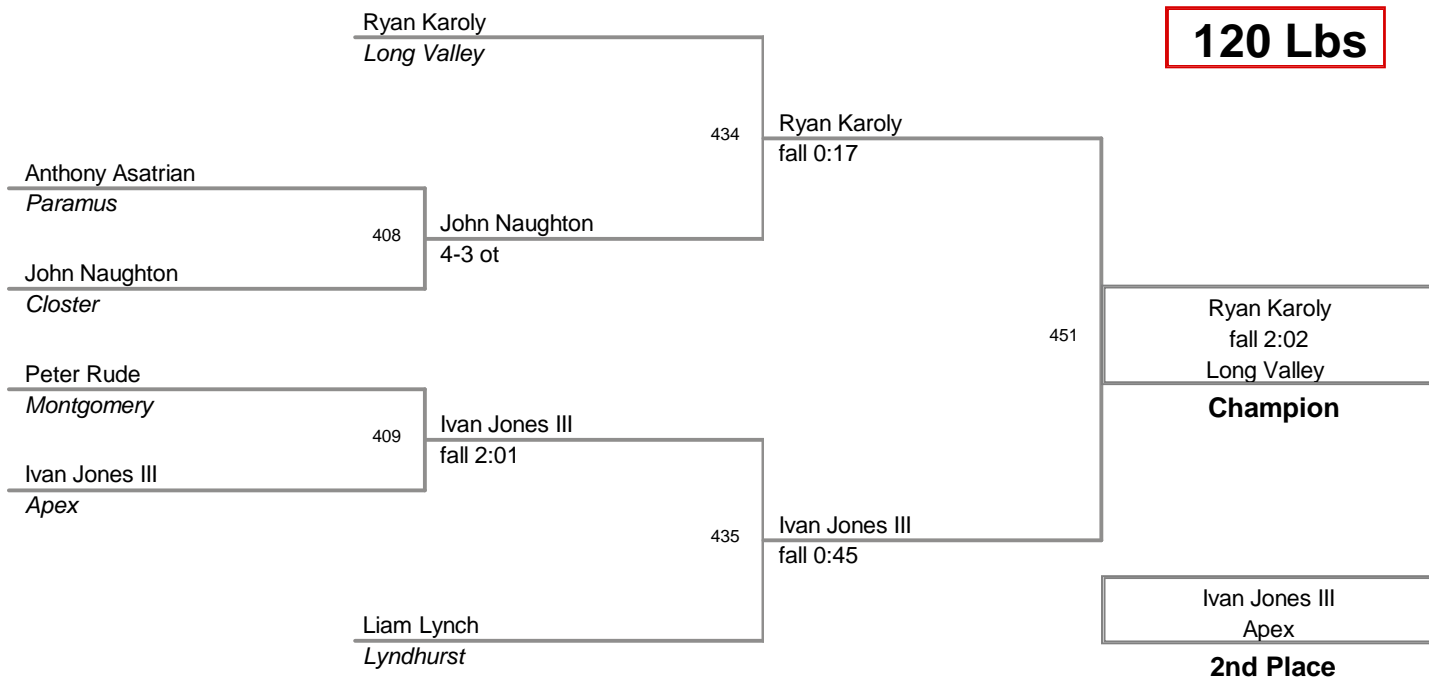 Ryan Karoly
Long Valley
120 Lbs
434
Ryan Karoly
fall 0:17
Anthony Asatrian
Paramus
408
John Naughton
4-3 ot
John Naughton
Closter
451
Ryan Karoly
fall 2:02
Long Valley
Champion
Peter Rude
Montgomery
409
Ivan Jones III
fall 2:01
Ivan Jones III
Apex
435
Ivan Jones III
fall 0:45
Liam Lynch
Lyndhurst
Ivan Jones III
Apex
2nd Place